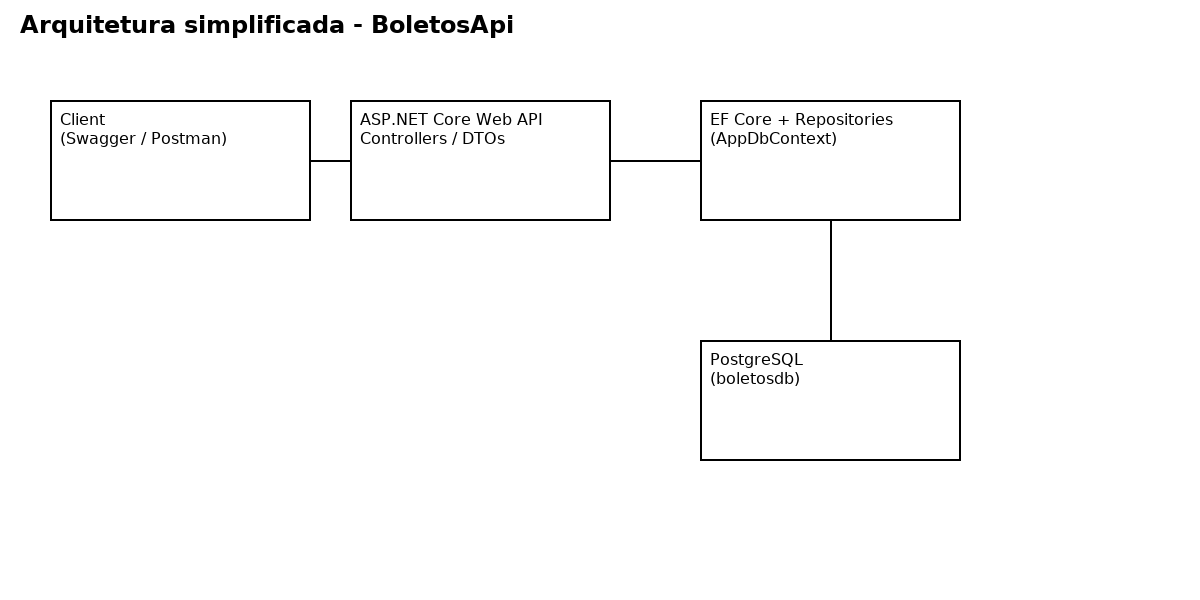 Arquitetura simplificada - BoletosApi
Client
(Swagger / Postman)
ASP.NET Core Web API
Controllers / DTOs
EF Core + Repositories
(AppDbContext)
PostgreSQL
(boletosdb)